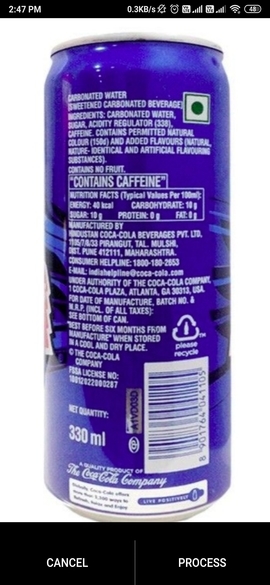 2:47 PM
0.3KB/s
48
CARBONATED WATER
SWEETENED CARBONATED BEVERAGE
INGREDIENTS: CARBONATED WATER,
SUGAR, ACIDITY REGULATOR (338),
CAFFEINE. CONTAINS PERMITTED NATURAL
COLOUR (150d) AND ADDED FLAVOURS (NATURAL,
NATURE- IDENTICAL AND ARTIFICIAL FLAVOURING
SUBSTANCES).
CONTAINS NO FRUIT.
"CONTAINS CAFFEINE"
NUTRITION FACTS (Typical Values Per 100ml):
ENERGY: 40 kcal CARBOHYDRATE: 10 g
SUGAR: 10 g PROTEIN: 0 g FAT: 0 g
MANUFACTURED BY
HINDUSTAN COCA-COLA BEVERAGES PVT. LTD.
PIRANGUT, TAL. MULSHI,
DIST. PUNE 412111, MAHARASHTRA.
CONSUMER HELPLINE: 1800-180-2653
E-MAIL: indiahelpline@coca-cola.com
UNDER AUTHORITY OF THE COCA-COLA COMPANY,
1 COCA-COLA PLAZA, ATLANTA, GA 30313, USA.
FOR DATE OF MANUFACTURE, BATCH NO. &
M.R.P. (INCL. OF ALL TAXES):
SEE BOTTOM OF CAN.
"BEST BEFORE SIX MONTHS FROM
MANUFACTURE" WHEN STORED
IN A COOL AND DRY PLACE.
© THE COCA-COLA
COMPANY
please
recycle
NET QUANTITY:
330 ml
A QUALITY PRODUCT OF
The Coca-Cola Company
LIVE POSITIVELY
CANCEL
PROCESS